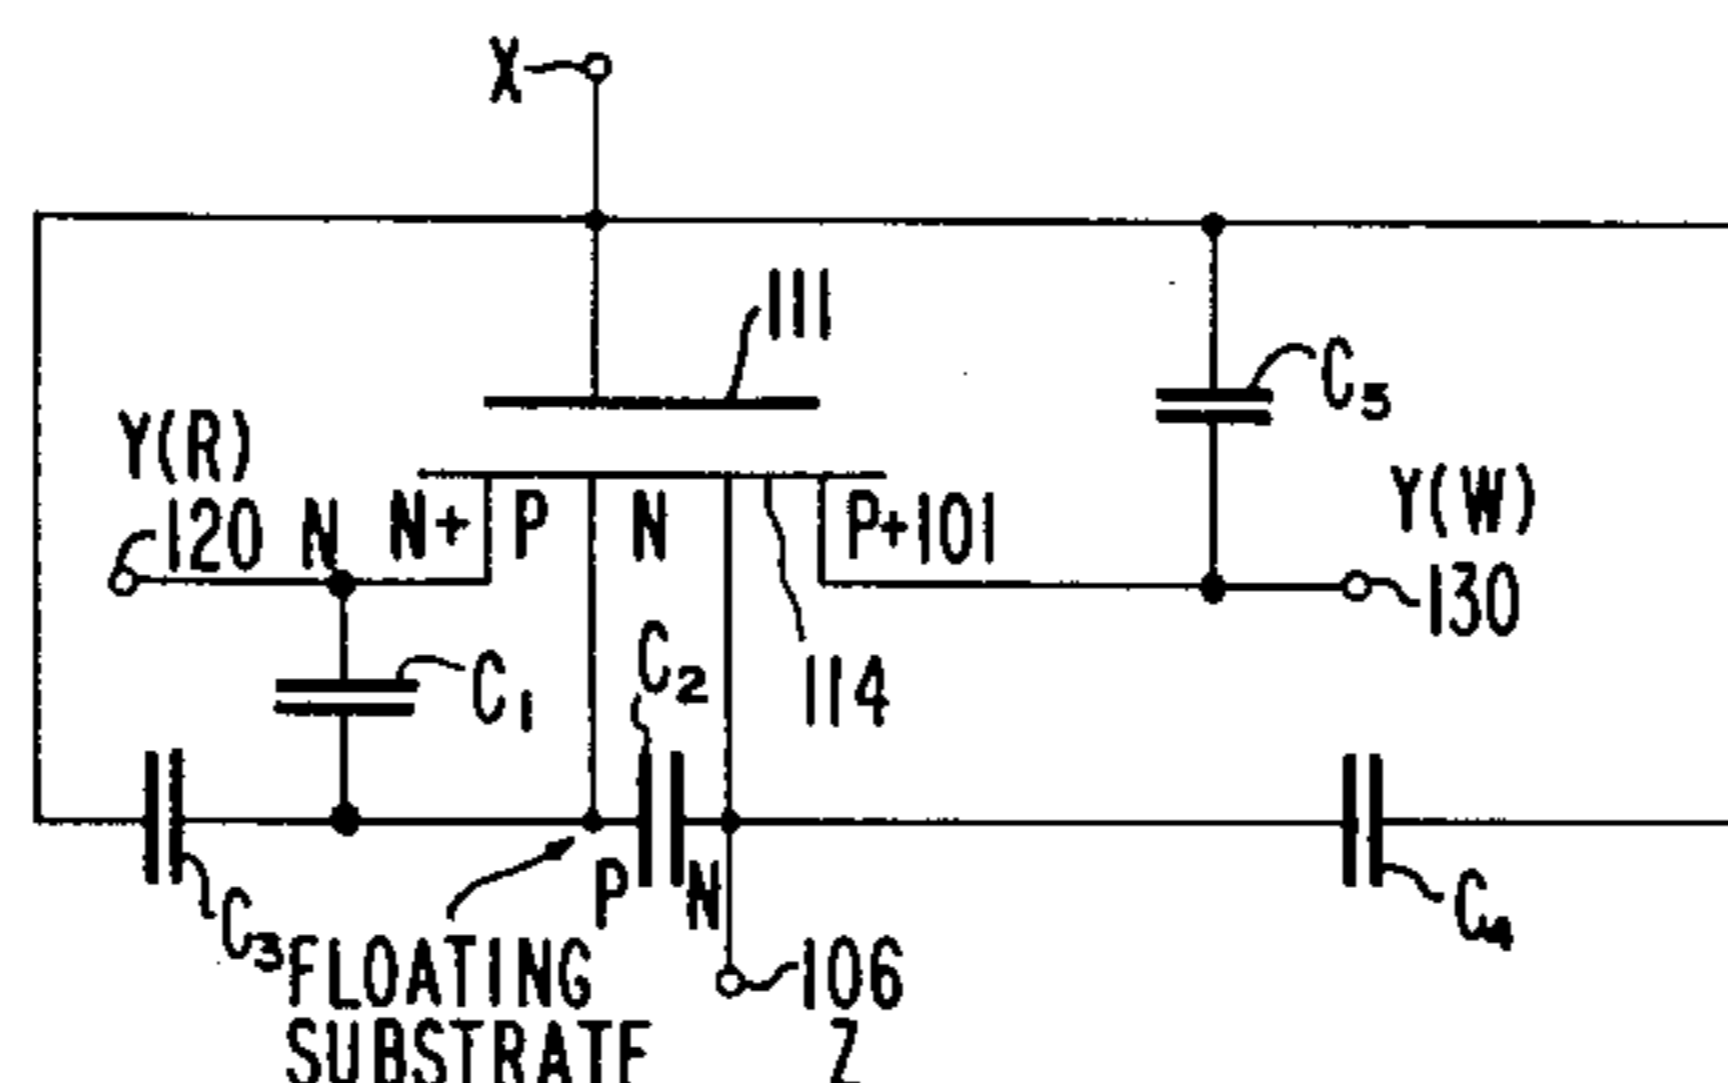 X
111
C5
Y(R)
120 N N+ P N P+101
Y(W)
130
C2
C1
114
P N
C3
C4
FLOATING
SUBSTRATE
106
Z